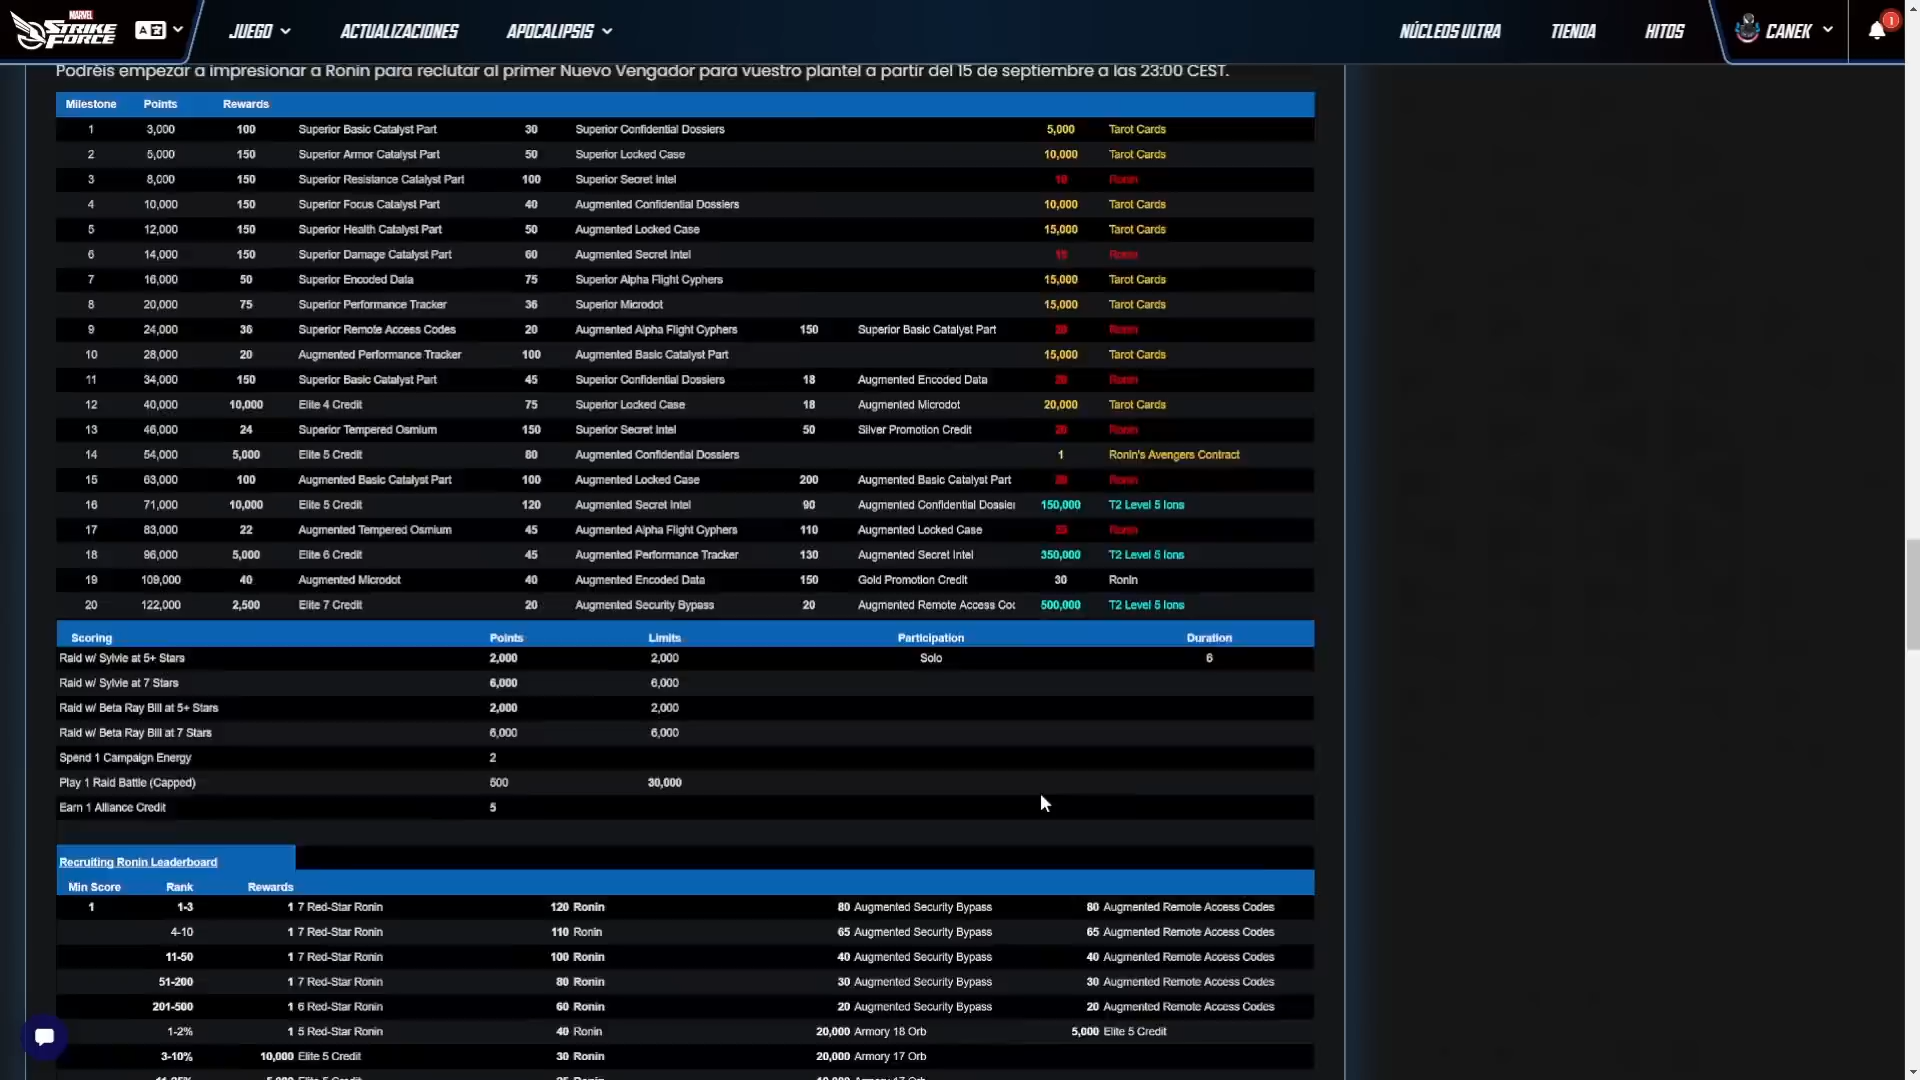 MARVEL
STRIKE
FORCE
JUEGO
ACTUALIZACIONES
APOCALIPSIS
NÚCLEOS ULTRA
TIENDA
HITOS
CANEK
1
Podréis empezar a impresionar a Ronin para reclutar al primer Nuevo Vengador para vuestro plantel a partir del 15 de septiembre a las 23:00 CEST.
Milestone Points Rewards
1 3,000 100 Superior Basic Catalyst Part 30 Superior Confidential Dossiers 5,000 Tarot Cards
2 5,000 150 Superior Armor Catalyst Part 50 Superior Locked Case 10,000 Tarot Cards
3 8,000 150 Superior Resistance Catalyst Part 100 Superior Secret Intel Ronin
4 10,000 150 Superior Focus Catalyst Part 40 Augmented Confidential Dossiers 10,000 Tarot Cards
5 12,000 150 Superior Health Catalyst Part 50 Augmented Locked Case 15,000 Tarot Cards
6 14,000 150 Superior Damage Catalyst Part 60 Augmented Secret Intel Ronin
7 16,000 50 Superior Encoded Data 75 Superior Alpha Flight Cyphers 15,000 Tarot Cards
8 20,000 75 Superior Performance Tracker 36 Superior Microdot 15,000 Tarot Cards
9 24,000 36 Superior Remote Access Codes 20 Augmented Alpha Flight Cyphers 150 Superior Basic Catalyst Part Ronin
10 28,000 20 Augmented Performance Tracker 100 Augmented Basic Catalyst Part 15,000 Tarot Cards
11 34,000 150 Superior Basic Catalyst Part 45 Superior Confidential Dossiers 18 Augmented Encoded Data Ronin
12 40,000 10,000 Elite 4 Credit 75 Superior Locked Case 18 Augmented Microdot 20,000 Tarot Cards
13 46,000 24 Superior Tempered Osmium 150 Superior Secret Intel 50 Silver Promotion Credit Ronin
14 54,000 5,000 Elite 5 Credit 80 Augmented Confidential Dossiers 1 Ronin's Avengers Contract
15 63,000 100 Augmented Basic Catalyst Part 100 Augmented Locked Case 200 Augmented Basic Catalyst Part Ronin
16 71,000 10,000 Elite 5 Credit 120 Augmented Secret Intel 90 Augmented Confidential Dossier 150,000 T2 Level 5 Ions
17 83,000 22 Augmented Tempered Osmium 45 Augmented Alpha Flight Cyphers 110 Augmented Locked Case Ronin
18 96,000 5,000 Elite 6 Credit 45 Augmented Performance Tracker 130 Augmented Secret Intel 350,000 T2 Level 5 Ions
19 109,000 40 Augmented Microdot 40 Augmented Encoded Data 150 Gold Promotion Credit 30 Ronin
20 122,000 2,500 Elite 7 Credit 20 Augmented Security Bypass 20 Augmented Remote Access Co 500,000 T2 Level 5 Ions
Scoring Points Limits Participation Duration
Raid w/ Sylvie at 5+ Stars 2,000 2,000 Solo 6
Raid w/ Sylvie at 7 Stars 6,000 6,000
Raid w/ Beta Ray Bill at 5+ Stars 2,000 2,000
Raid w/ Beta Ray Bill at 7 Stars 6,000 6,000
Spend 1 Campaign Energy 2
Play 1 Raid Battle (Capped) 500 30,000
Earn 1 Alliance Credit 5
Recruiting Ronin Leaderboard
Min Score Rank Rewards
1 1-3 1 7 Red-Star Ronin 120 Ronin 80 Augmented Security Bypass 80 Augmented Remote Access Codes
4-10 1 7 Red-Star Ronin 110 Ronin 65 Augmented Security Bypass 65 Augmented Remote Access Codes
11-50 1 7 Red-Star Ronin 100 Ronin 40 Augmented Security Bypass 40 Augmented Remote Access Codes
51-200 1 7 Red-Star Ronin 80 Ronin 30 Augmented Security Bypass 30 Augmented Remote Access Codes
201-500 1 6 Red-Star Ronin 60 Ronin 20 Augmented Security Bypass 20 Augmented Remote Access Codes
1-2% 1 5 Red-Star Ronin 40 Ronin 20,000 Armory 18 Orb 5,000 Elite 5 Credit
3-10% 10,000 Elite 5 Credit 30 Ronin 20,000 Armory 17 Orb